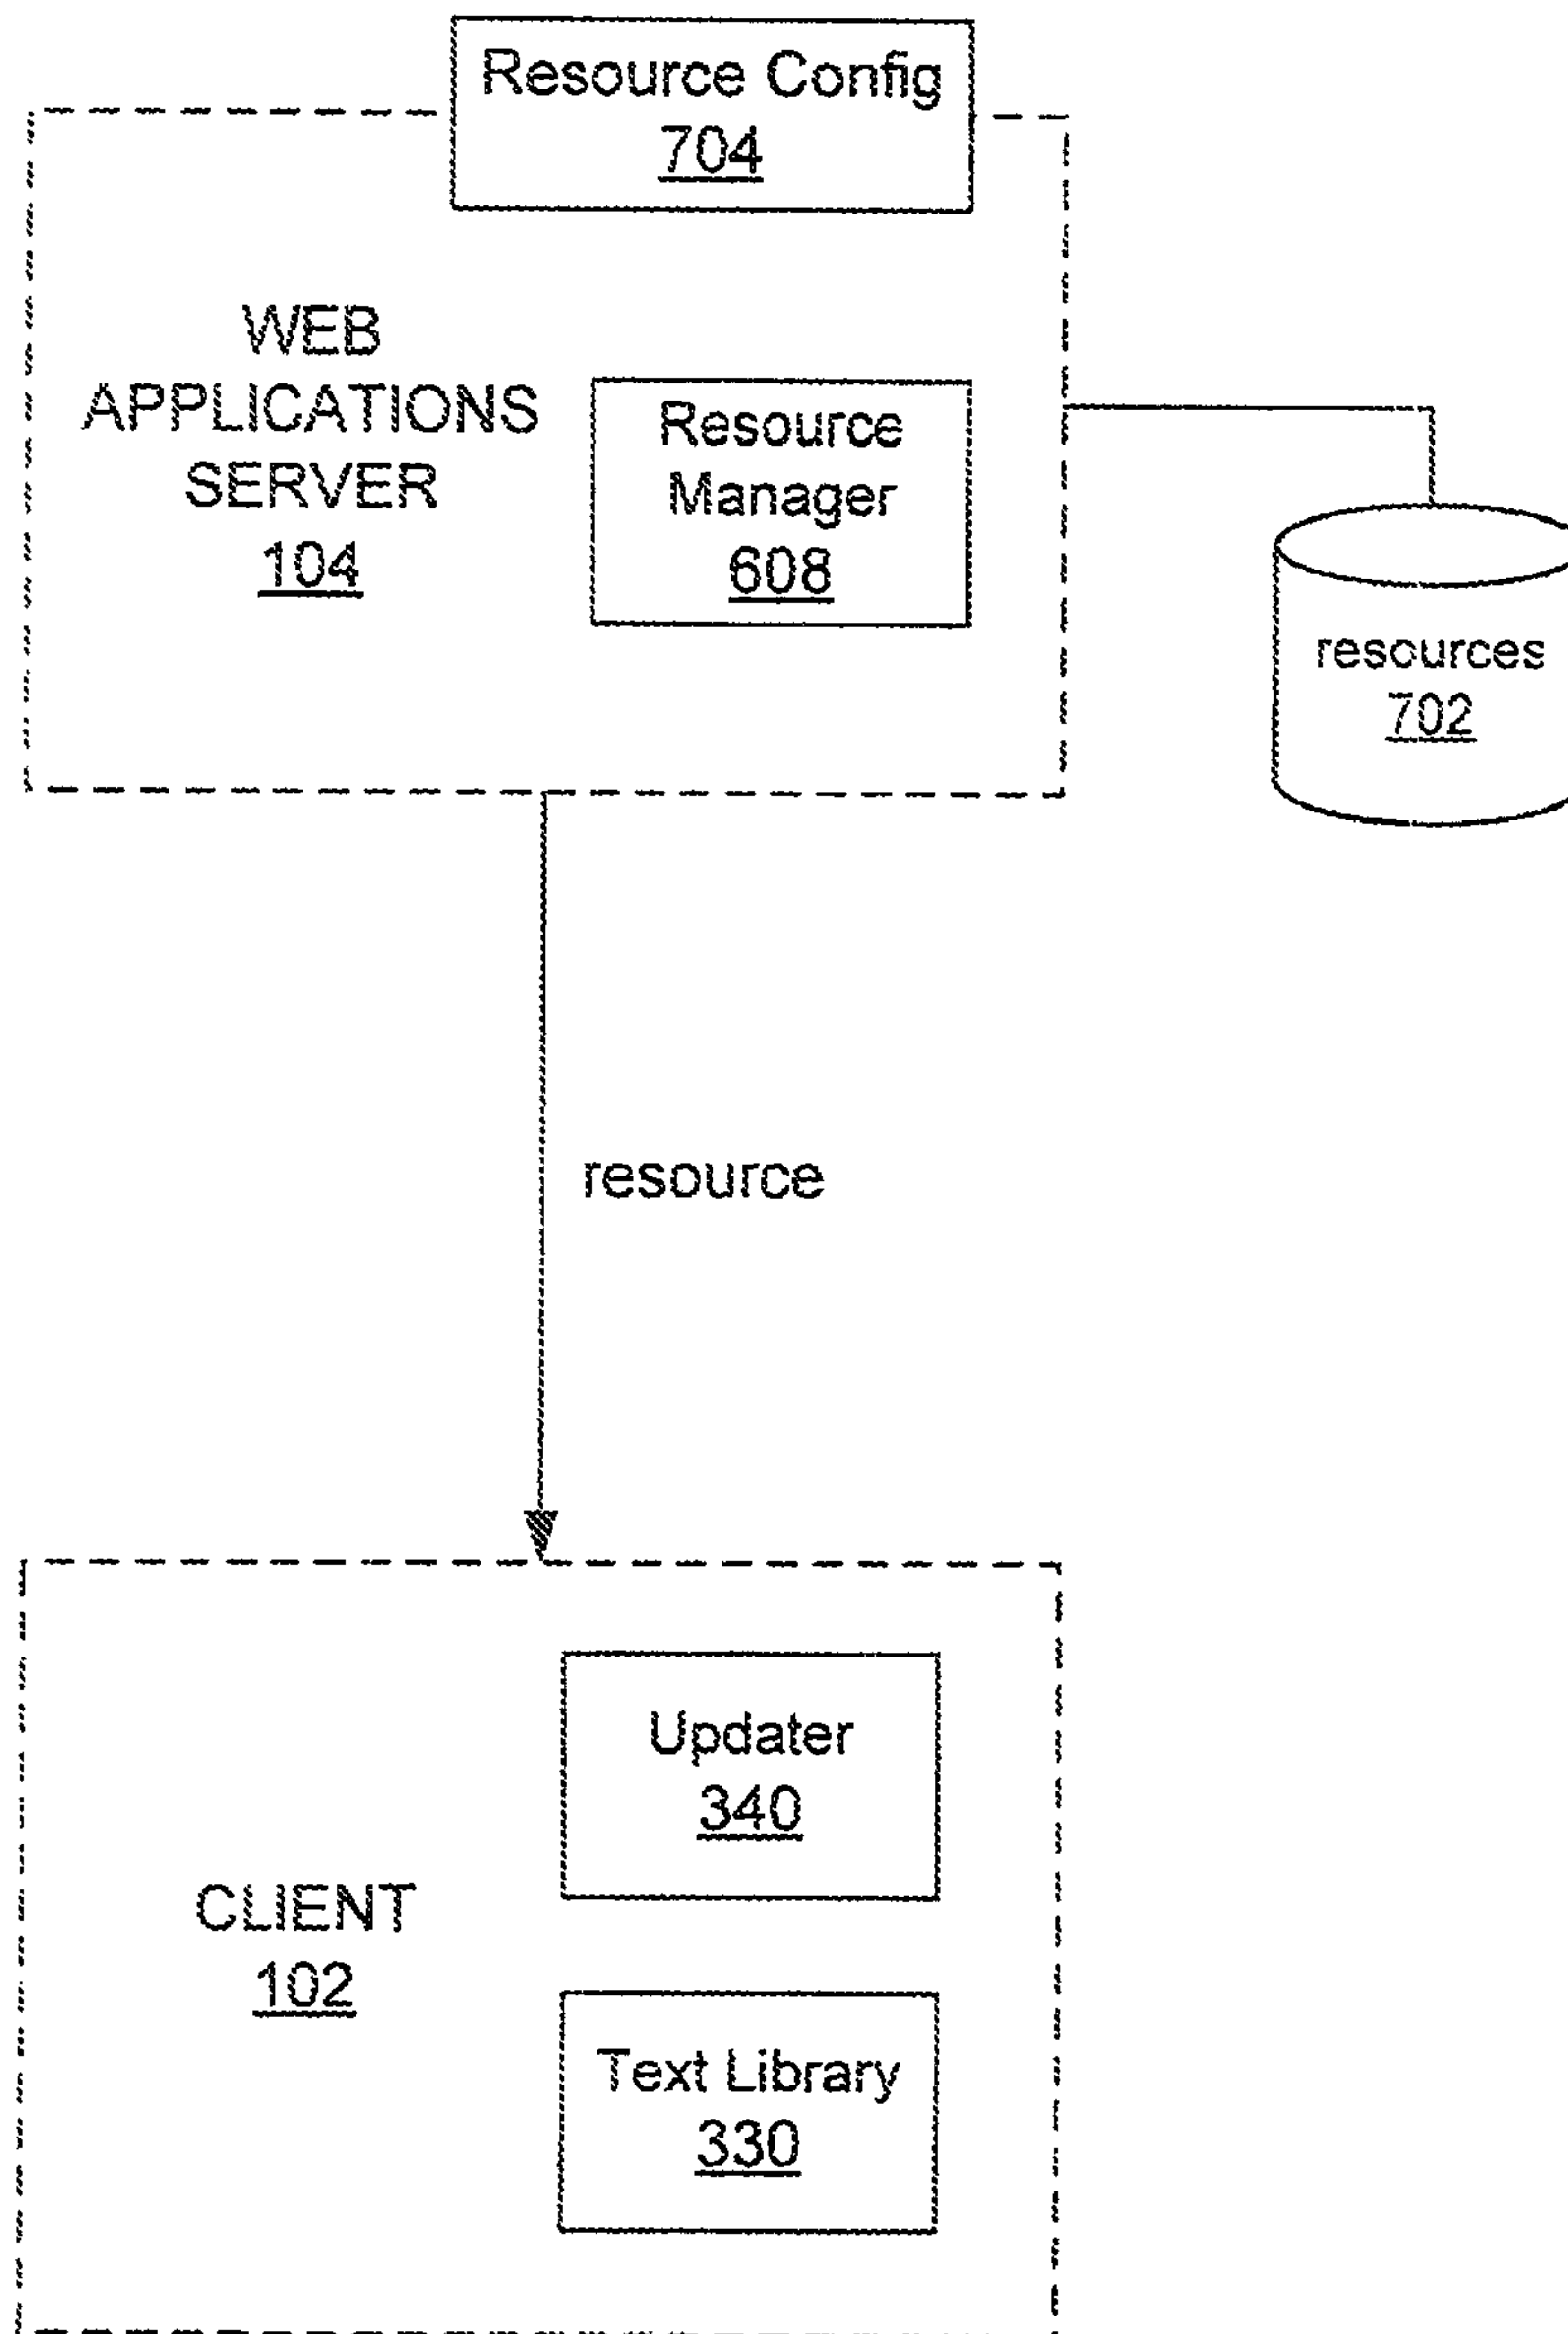 Resource Config
704
WEB
APPLICATIONS
SERVER
104
Resource
Manager
608
resources
702
resource
Updater
340
CLIENT
102
Text Library
330